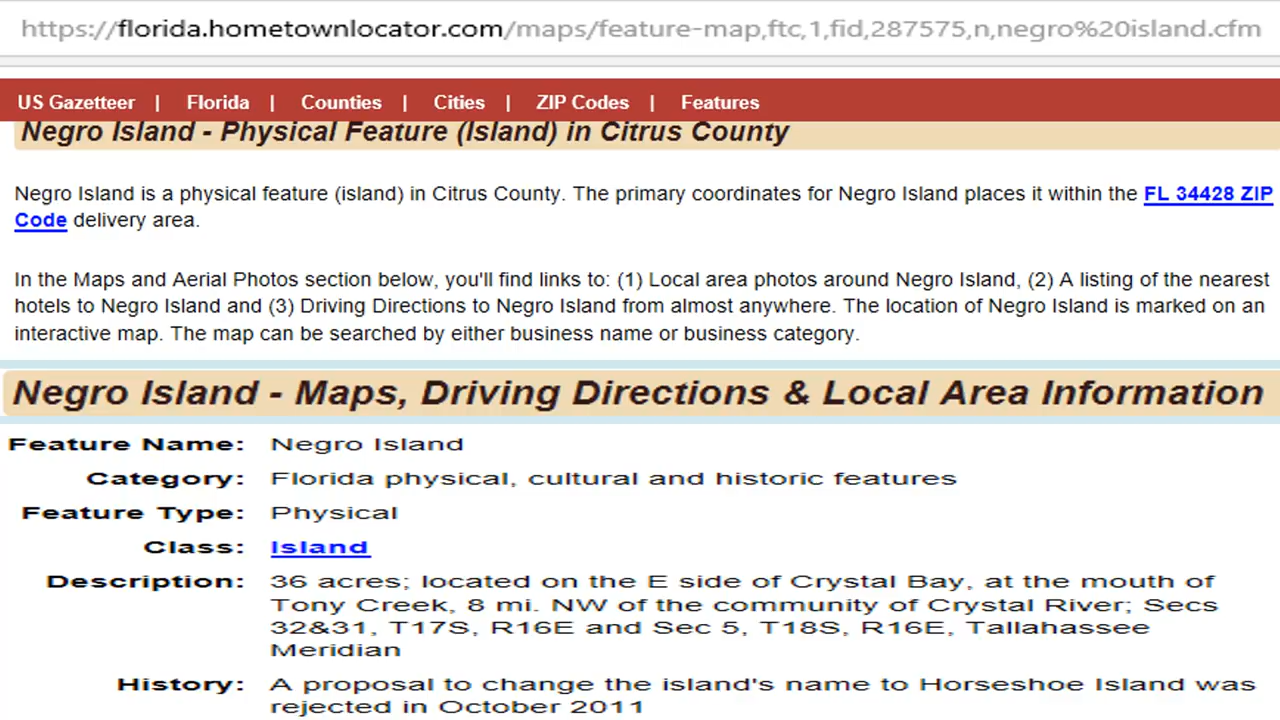 https://florida.hometownlocator.com/maps/feature-map,ftc,1,fid,287575,n,negro%20island.cfm
US Gazetteer | Florida | Counties | Cities | ZIP Codes | Features
Negro Island - Physical Feature (Island) in Citrus County
Negro Island is a physical feature (island) in Citrus County. The primary coordinates for Negro Island places it within the FL 34428 ZIP
Code delivery area.
In the Maps and Aerial Photos section below, you'll find links to: (1) Local area photos around Negro Island, (2) A listing of the nearest
hotels to Negro Island and (3) Driving Directions to Negro Island from almost anywhere. The location of Negro Island is marked on an
interactive map. The map can be searched by either business name or business category.
Negro Island - Maps, Driving Directions & Local Area Information
Feature Name: Negro Island
Category: Florida physical, cultural and historic features
Feature Type: Physical
Class: Island
Description: 36 acres; located on the E side of Crystal Bay, at the mouth of
Tony Creek, 8 mi. NW of the community of Crystal River; Secs
32&31, T17S, R16E and Sec 5, T18S, R16E, Tallahassee
Meridian
History: A proposal to change the island's name to Horseshoe Island was
rejected in October 2011